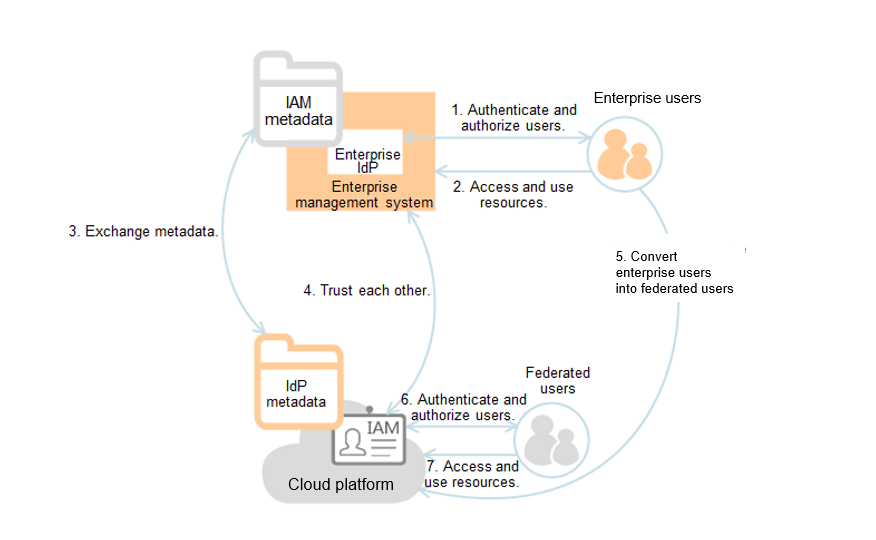 IAM
metadata
Enterprise users
1. Authenticate and
authorize users.
Enterprise
IdP
Enterprise
management system
2. Access and use
resources.
3. Exchange metadata.
5. Convert
enterprise users
into federated users
4. Trust each other.
Federated
users
IdP
metadata
6. Authenticate and
authorize users.
IAM
7. Access and
use resources.
Cloud platform